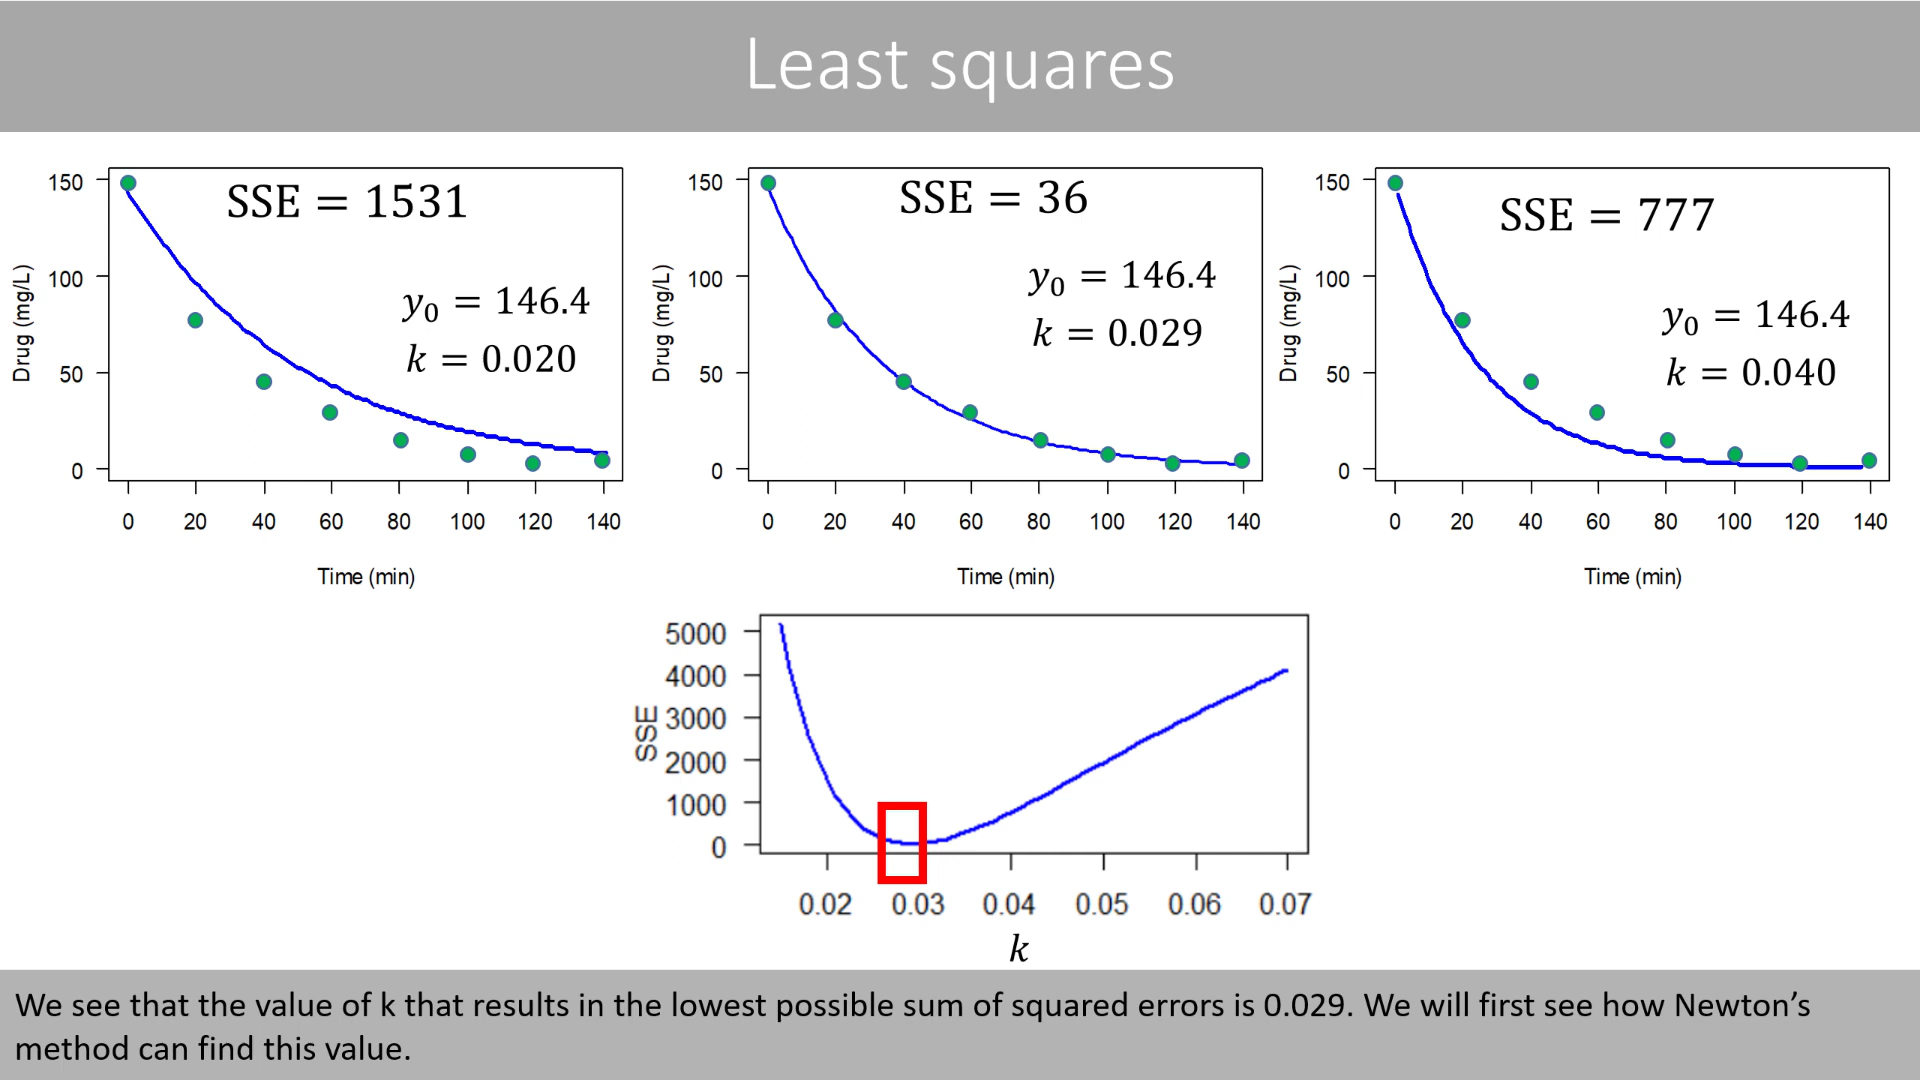 Least squares
150
100
50
0
Drug (mg/L)
SSE = 1531
y₀ = 146.4
k = 0.020
0 20 40 60 80 100 120 140
Time (min)
150
100
50
0
Drug (mg/L)
SSE = 36
y₀ = 146.4
k = 0.029
0 20 40 60 80 100 120 140
Time (min)
150
100
50
0
Drug (mg/L)
SSE = 777
y₀ = 146.4
k = 0.040
0 20 40 60 80 100 120 140
Time (min)
5000
4000
3000
2000
1000
0
SSE
0.02 0.03 0.04 0.05 0.06 0.07
k
We see that the value of k that results in the lowest possible sum of squared errors is 0.029. We will first see how Newton’s
method can find this value.